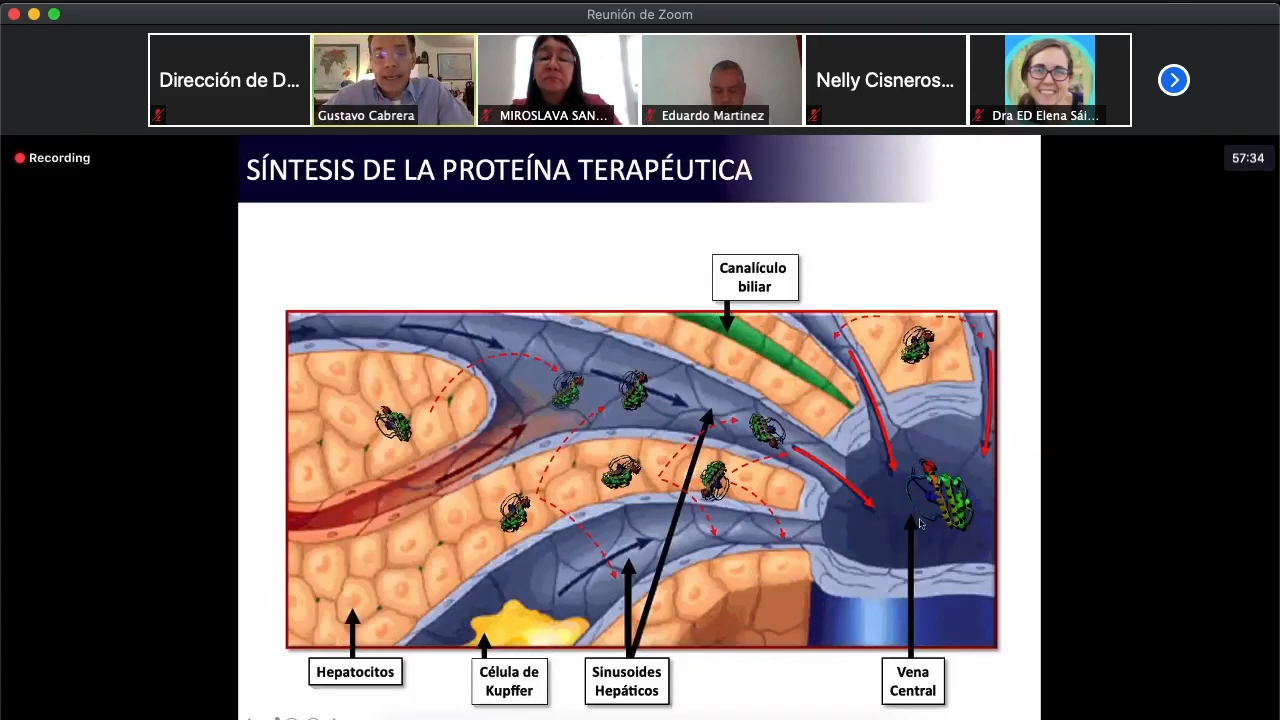 Reunión de Zoom
Dirección de D...
Gustavo Cabrera
MIROSLAVA SAN...
Eduardo Martinez
Nelly Cisneros...
Dra ED Elena Sái...
Recording
57:34
SÍNTESIS DE LA PROTEÍNA TERAPÉUTICA
Canalículo
biliar
Hepatocitos
Célula de
Kupffer
Sinusoides
Hepáticos
Vena
Central